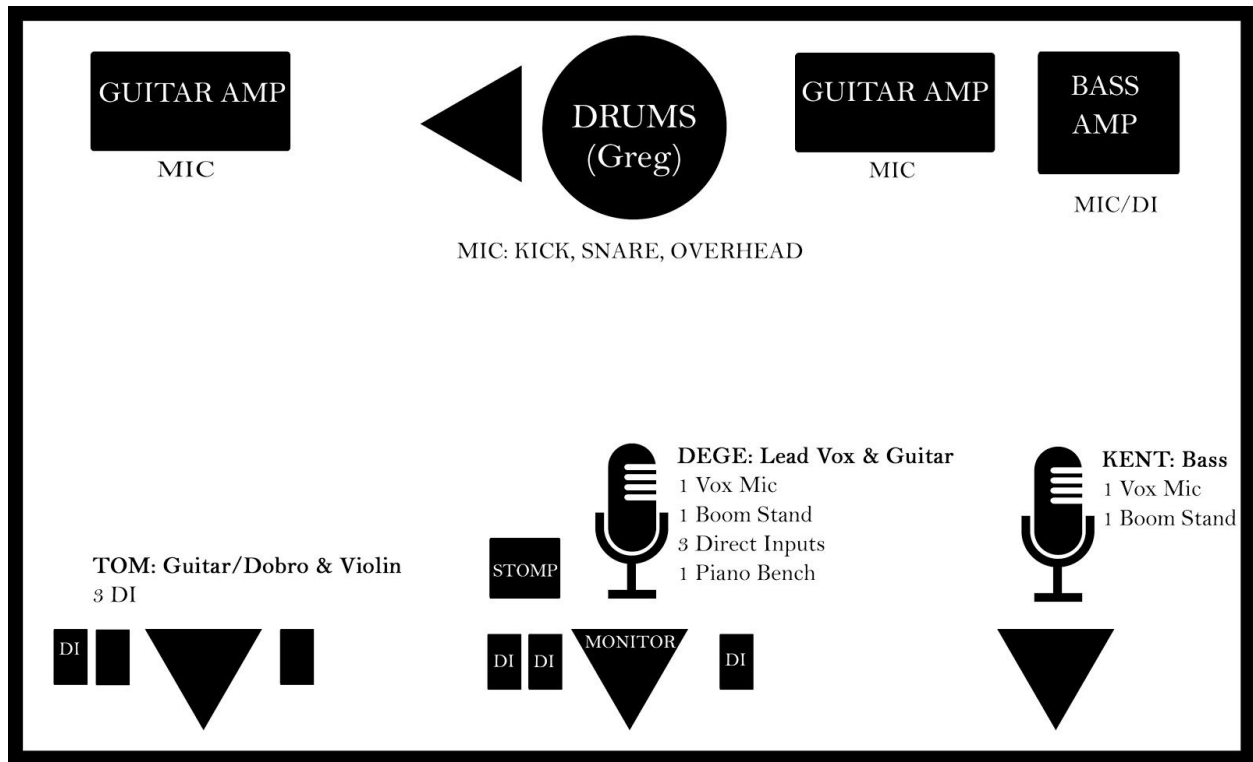 GUITAR AMP
MIC
DRUMS
(Greg)
MIC: KICK, SNARE, OVERHEAD
GUITAR AMP
MIC
BASS
AMP
MIC/DI
TOM: Guitar/Dobro & Violin
3 DI
DI
STOMP
DEGE: Lead Vox & Guitar
1 Vox Mic
1 Boom Stand
3 Direct Inputs
1 Piano Bench
DI
DI
MONITOR
DI
KENT: Bass
1 Vox Mic
1 Boom Stand